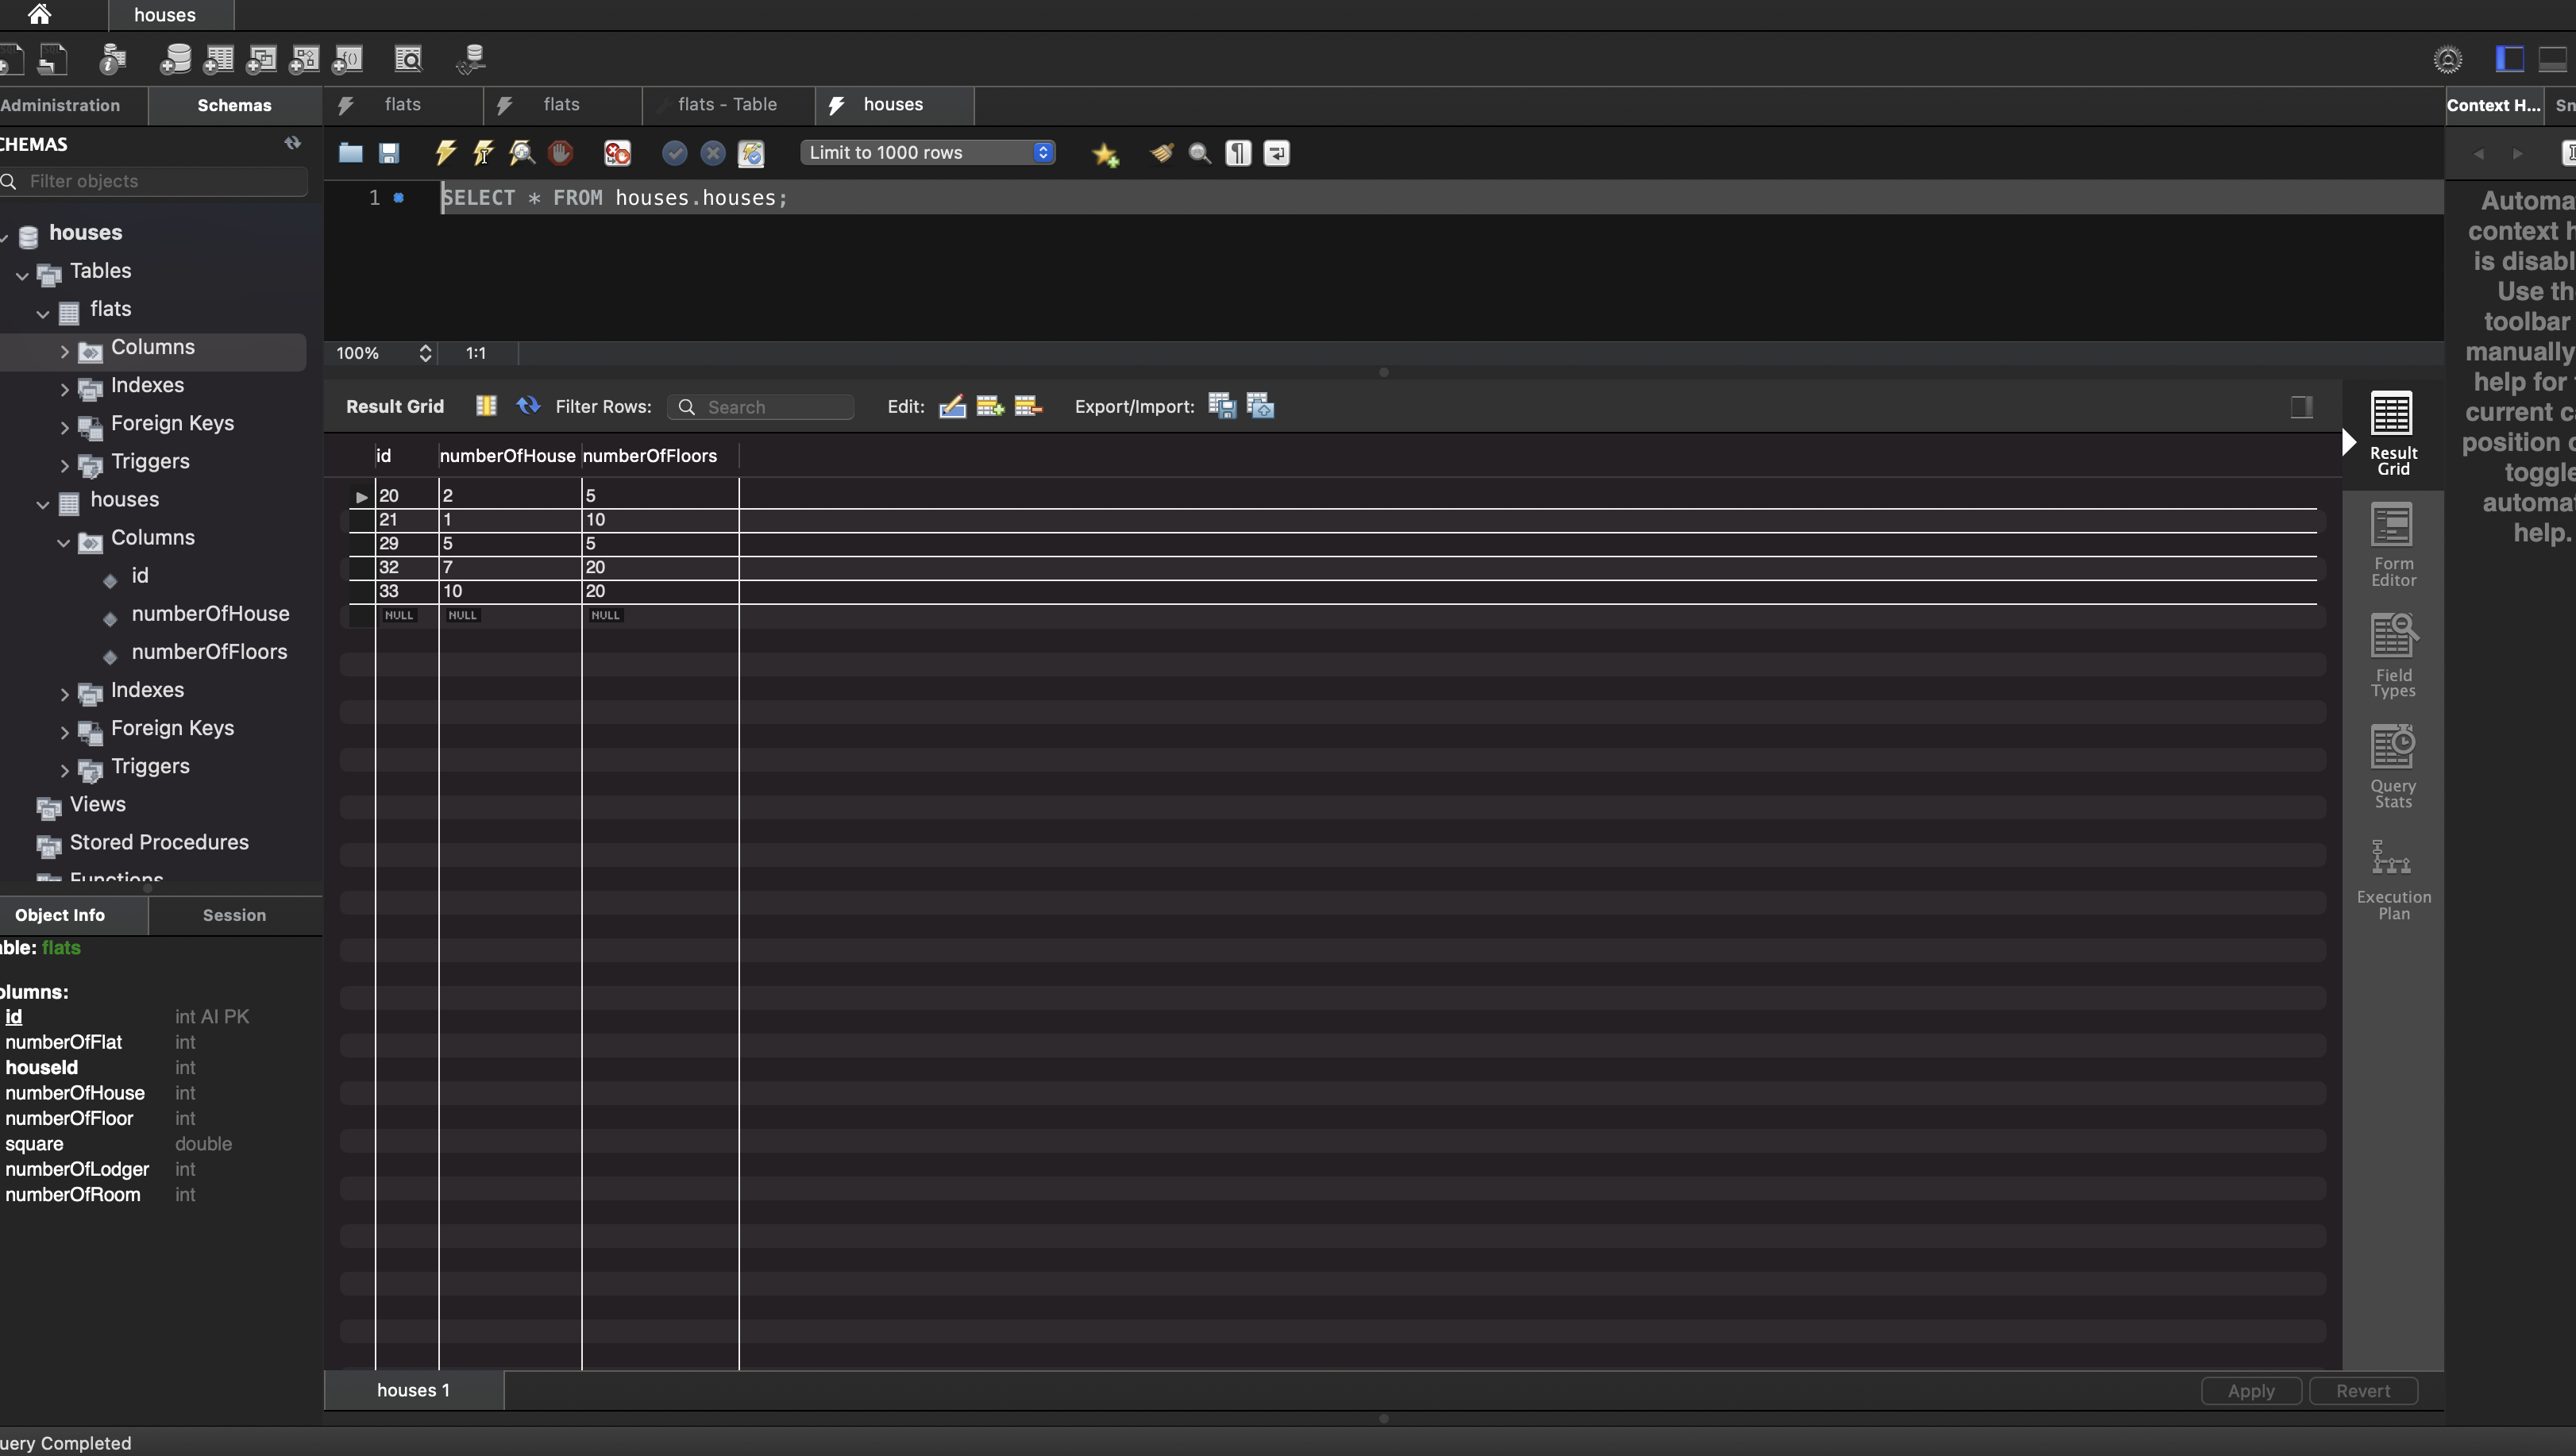 houses
Administration
Schemas
flats
flats
flats - Table
houses
Context H...
Sn
CHEMAS
Filter objects
Limit to 1000 rows
1
SELECT * FROM houses.houses;
100%
1:1
houses
Tables
flats
Columns
Indexes
Foreign Keys
Triggers
houses
Columns
id
numberOfHouse
numberOfFloors
Indexes
Foreign Keys
Triggers
Views
Stored Procedures
Functions
Object Info
Session
able: flats
olumns:
id int AI PK
numberOfFlat int
houseId int
numberOfHouse int
numberOfFloor int
square double
numberOfLodger int
numberOfRoom int
Result Grid
Filter Rows:
Search
Edit:
Export/Import:
id numberOfHouse numberOfFloors
20 2 5
21 1 10
29 5 5
32 7 20
33 10 20
NULL NULL NULL
Result
Grid
Form
Editor
Field
Types
Query
Stats
Execution
Plan
Automa
context h
is disabl
Use th
toolbar
manually
help for
current c
position o
toggle
automat
help.
houses 1
Apply
Revert
uery Completed